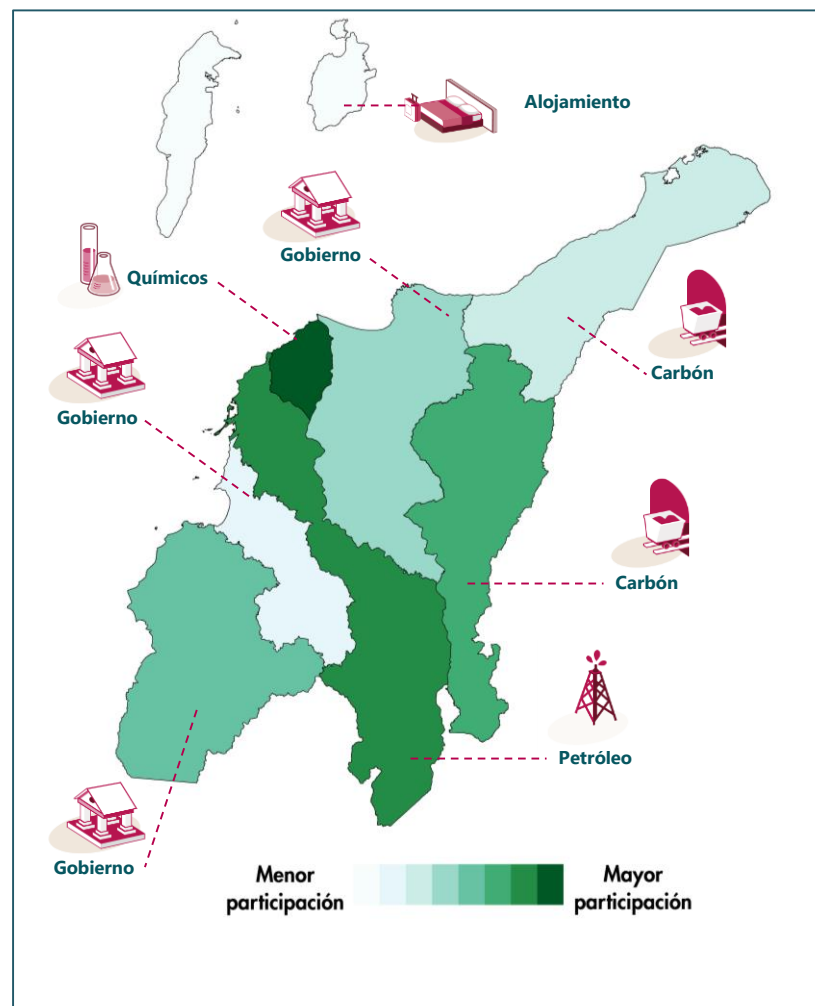 Alojamiento
Gobierno
Químicos
Gobierno
Carbón
Carbón
Petróleo
Gobierno
Menor
participación
Mayor
participación